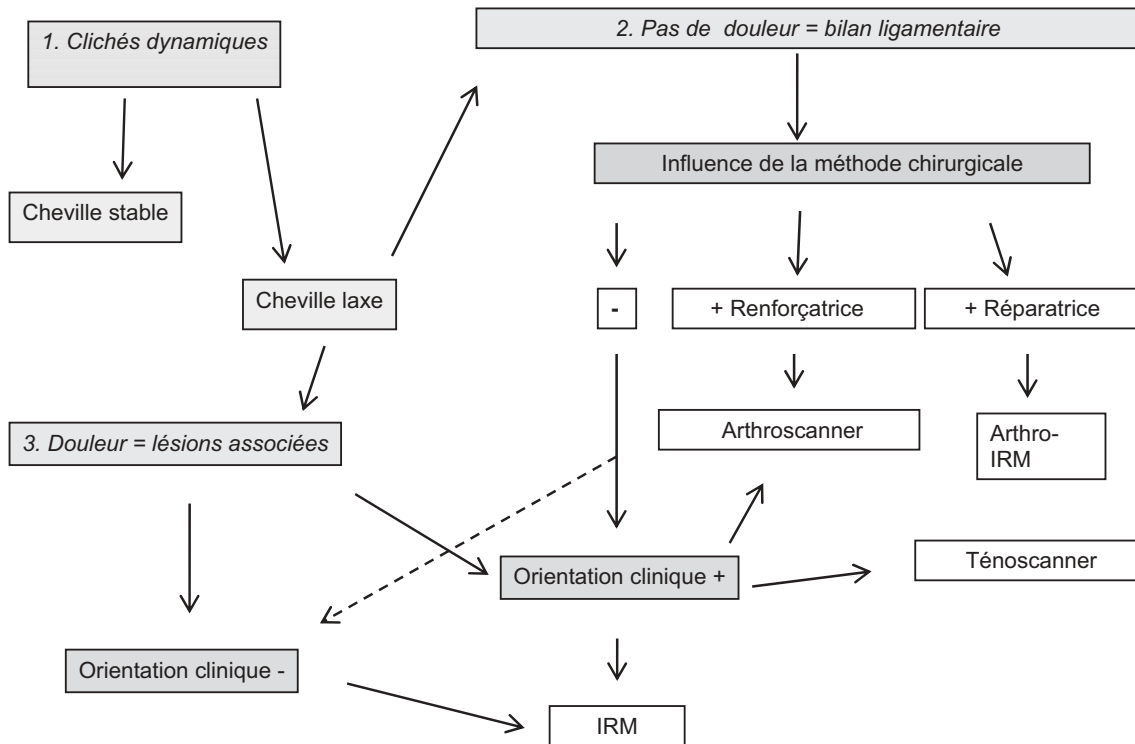 1. Clichés dynamiques
2. Pas de douleur = bilan ligamentaire
Influence de la méthode chirurgicale
Cheville stable
Cheville laxe
-
+ Renforçatrice
+ Réparatrice
3. Douleur = lésions associées
Arthroscanner
Arthro-
IRM
Orientation clinique +
Ténoscanner
Orientation clinique -
IRM